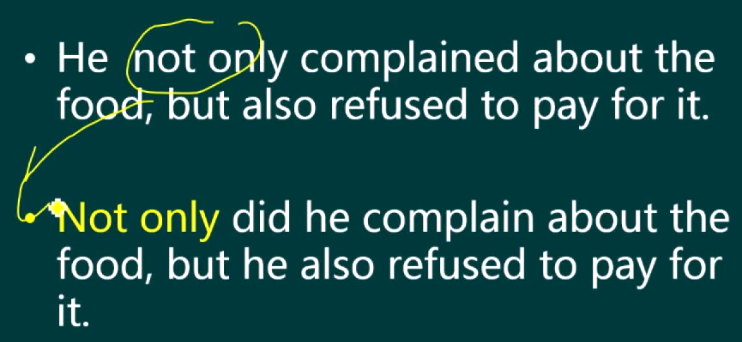 • He not only complained about the
food, but also refused to pay for it.
• Not only did he complain about the
food, but he also refused to pay for
it.